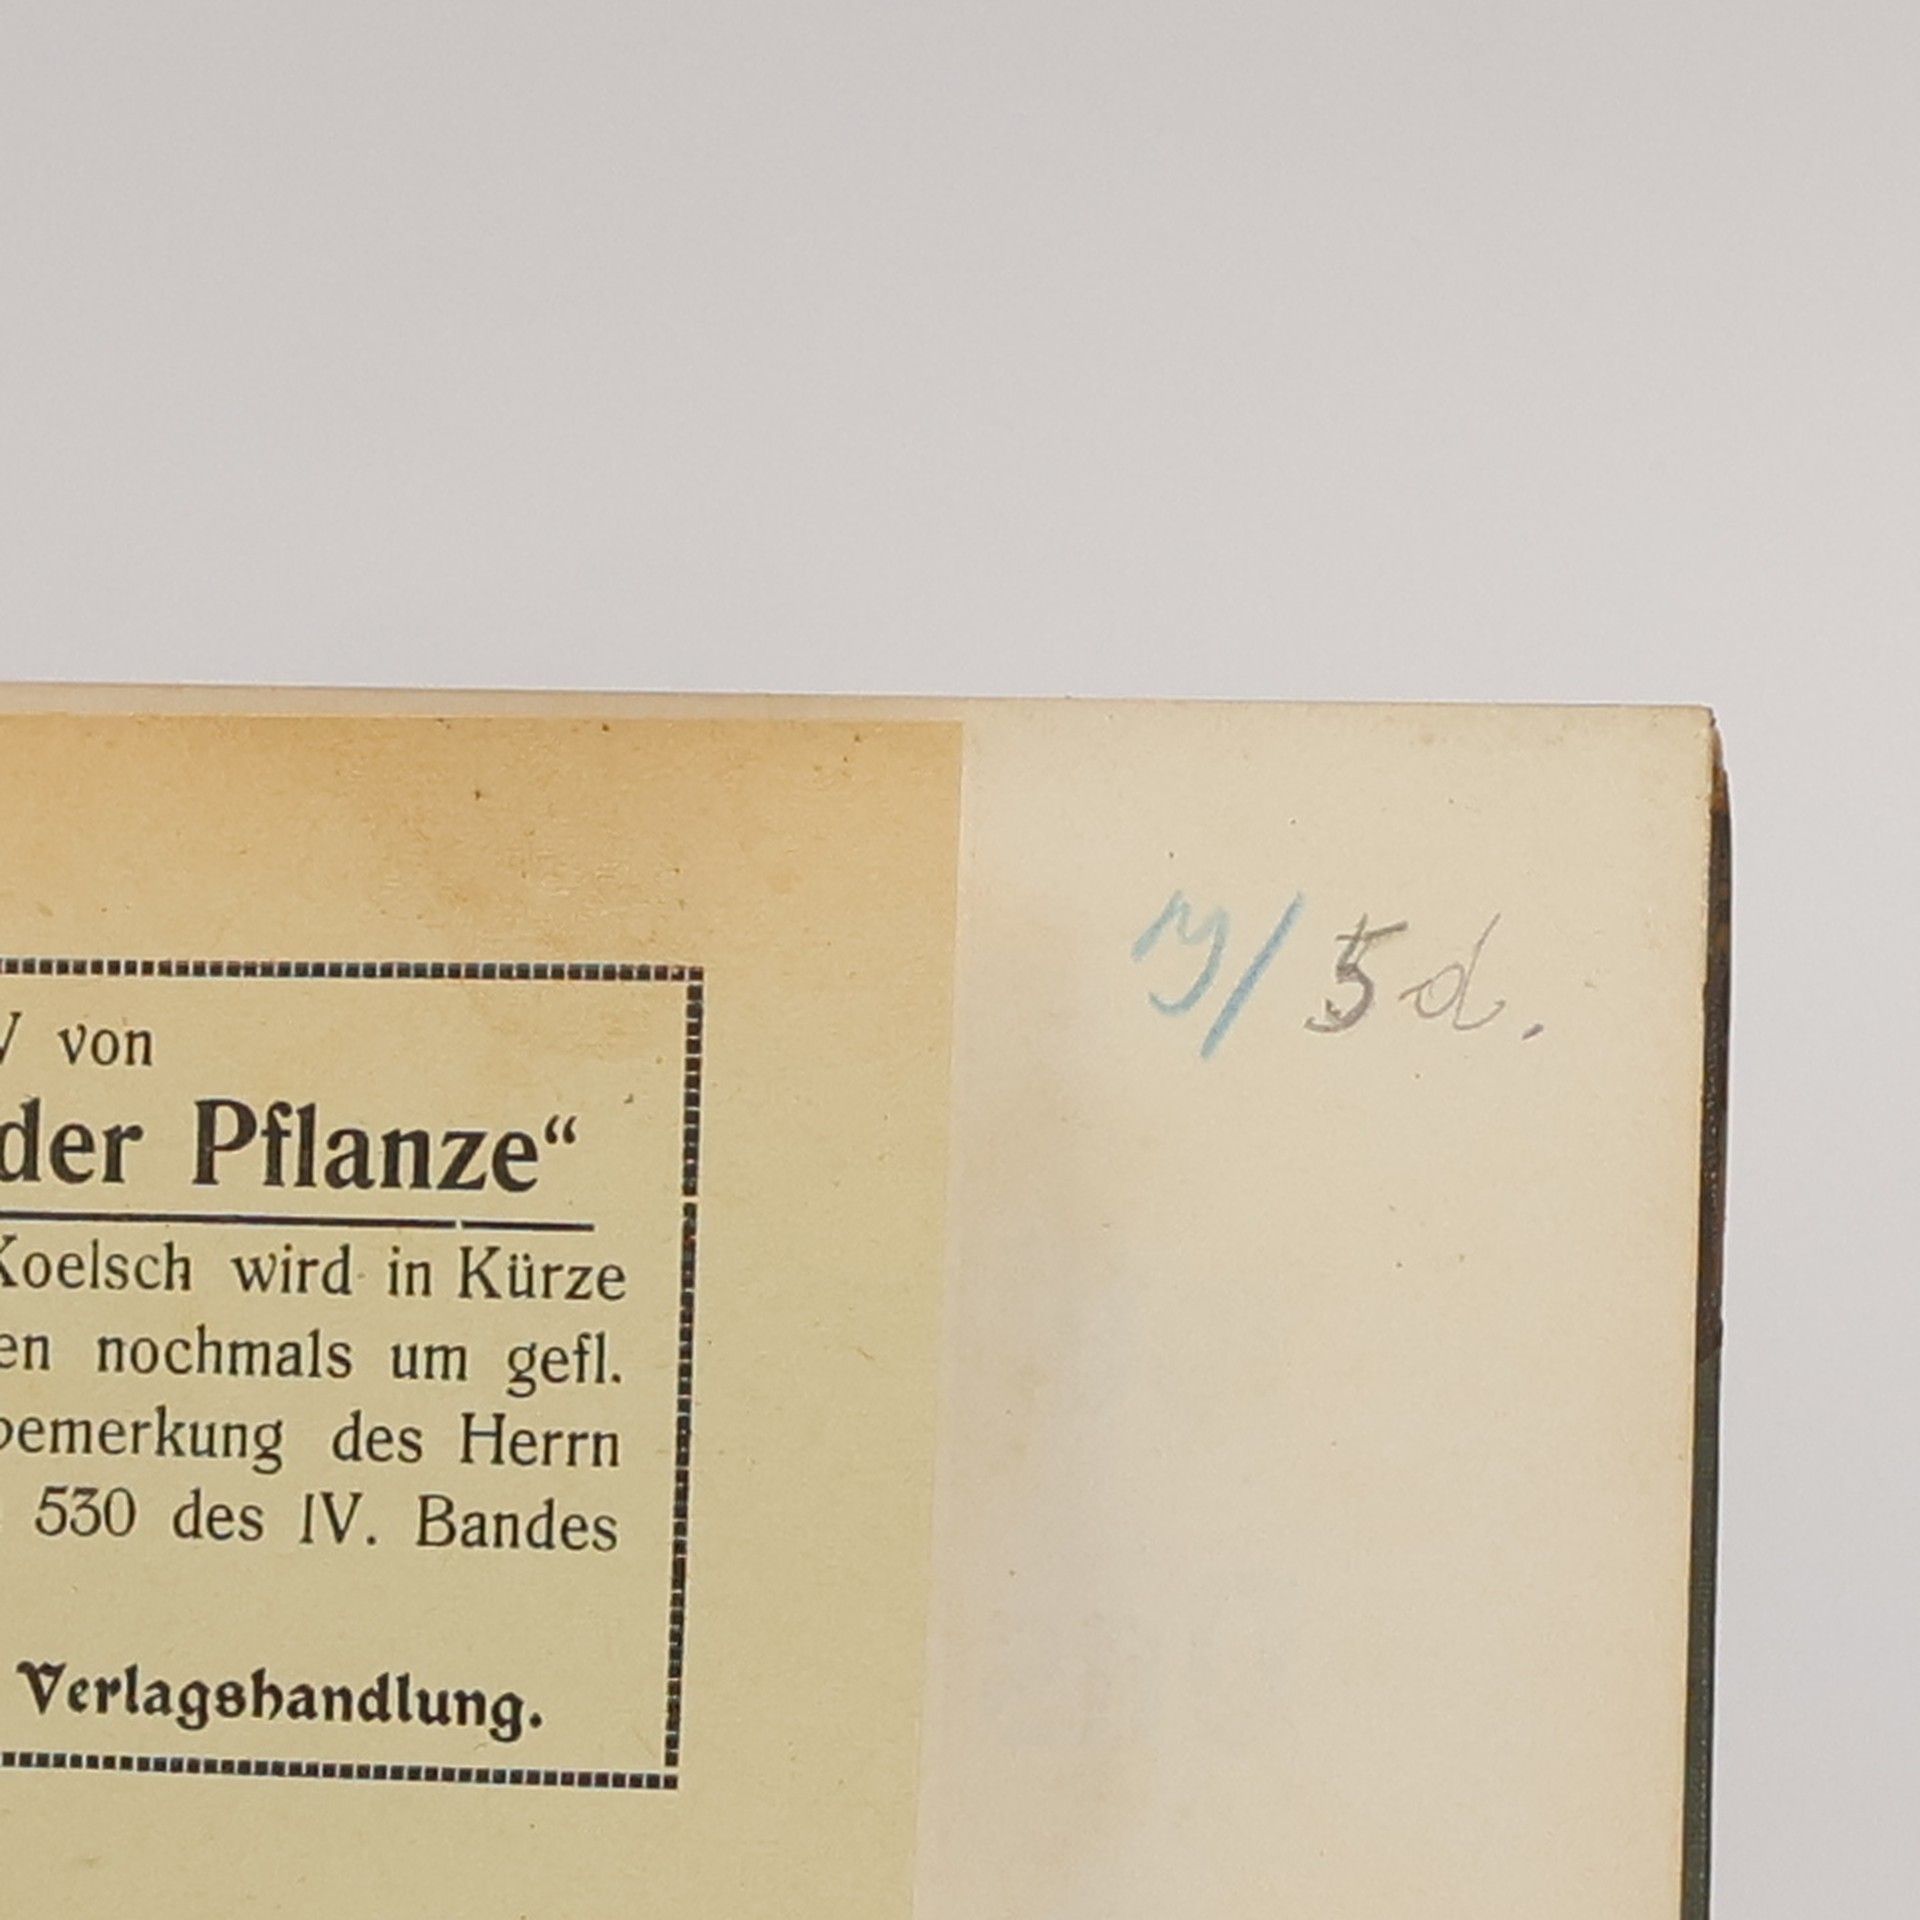 5d.
V von
der Pflanze“
Koelsch wird in Kürze
en nochmals um gefl.
bemerkung des Herrn
530 des IV. Bandes
Verlagshandlung.